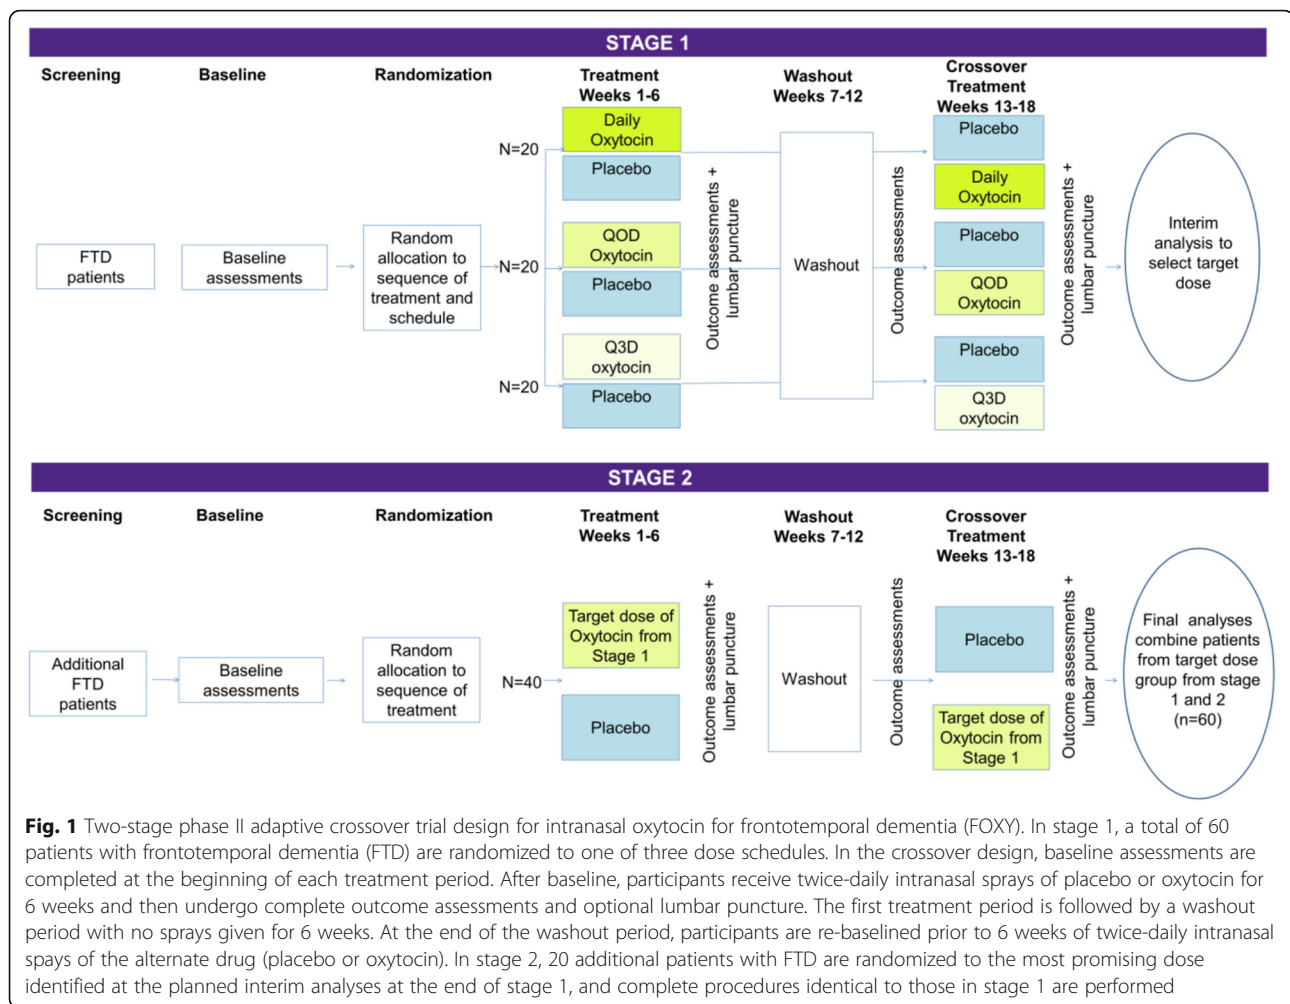 STAGE 1
Screening
Baseline
Randomization
Treatment
Weeks 1-6
Washout
Weeks 7-12
Crossover
Treatment
Weeks 13-18
FTD
patients
Baseline
assessments
Random
allocation to
sequence of
treatment and
schedule
N=20
Daily
Oxytocin
Placebo
N=20
QOD
Oxytocin
Placebo
N=20
Q3D
oxytocin
Placebo
Outcome assessments +
lumbar puncture
Washout
Outcome assessments
Placebo
Daily
Oxytocin
Placebo
QOD
Oxytocin
Placebo
Q3D
oxytocin
Outcome assessments +
lumbar puncture
Interim
analysis to
select target
dose
STAGE 2
Screening
Baseline
Randomization
Treatment
Weeks 1-6
Washout
Weeks 7-12
Crossover
Treatment
Weeks 13-18
Additional
FTD
patients
Baseline
assessments
Random
allocation to
sequence of
treatment
N=40
Target dose of
Oxytocin from
Stage 1
Placebo
Outcome assessments +
lumbar puncture
Washout
Outcome assessments
Placebo
Target dose of
Oxytocin from
Stage 1
Outcome assessments +
lumbar puncture
Final analyses
combine patients
from target dose
group from stage
1 and 2
(n=60)
Fig. 1 Two-stage phase II adaptive crossover trial design for intranasal oxytocin for frontotemporal dementia (FOXY). In stage 1, a total of 60
patients with frontotemporal dementia (FTD) are randomized to one of three dose schedules. In the crossover design, baseline assessments are
completed at the beginning of each treatment period. After baseline, participants receive twice-daily intranasal sprays of placebo or oxytocin for
6 weeks and then undergo complete outcome assessments and optional lumbar puncture. The first treatment period is followed by a washout
period with no sprays given for 6 weeks. At the end of the washout period, participants are re-baselined prior to 6 weeks of twice-daily intranasal
spays of the alternate drug (placebo or oxytocin). In stage 2, 20 additional patients with FTD are randomized to the most promising dose
identified at the planned interim analyses at the end of stage 1, and complete procedures identical to those in stage 1 are performed